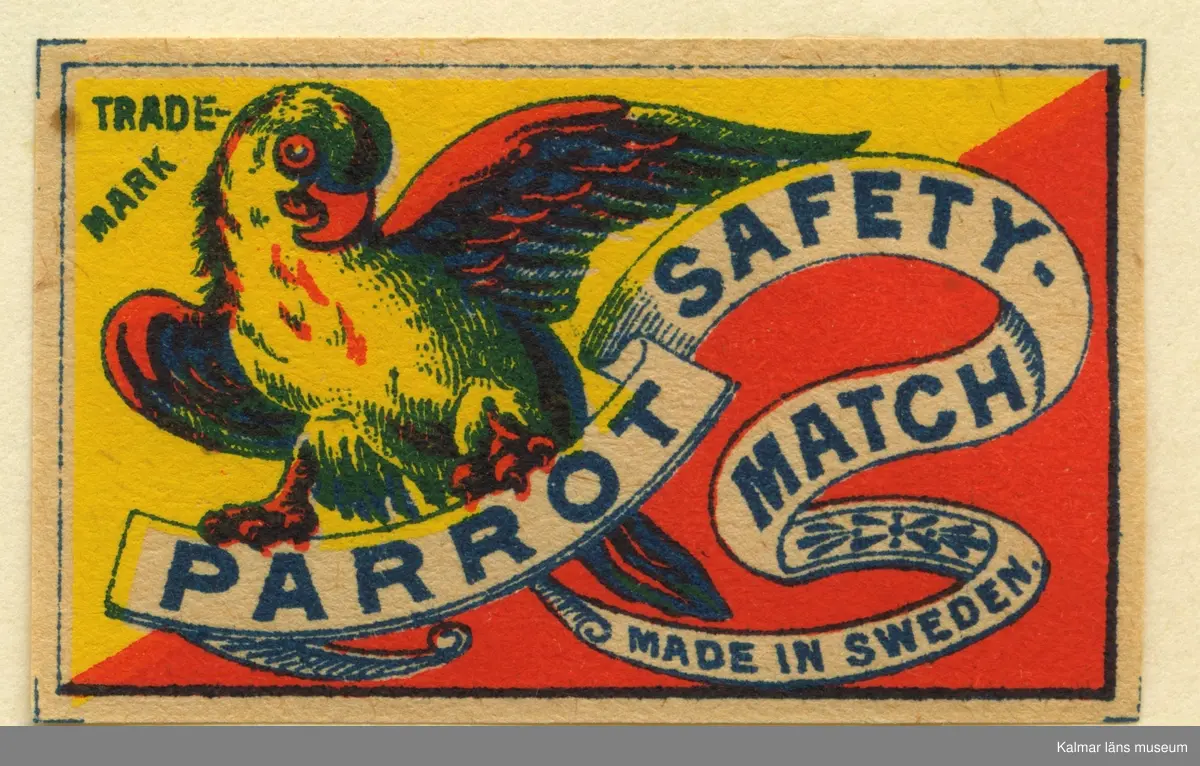 TRADE-
MARK
PARROT
SAFETY-
MATCH
MADE IN SWEDEN.
Kalmar läns museum